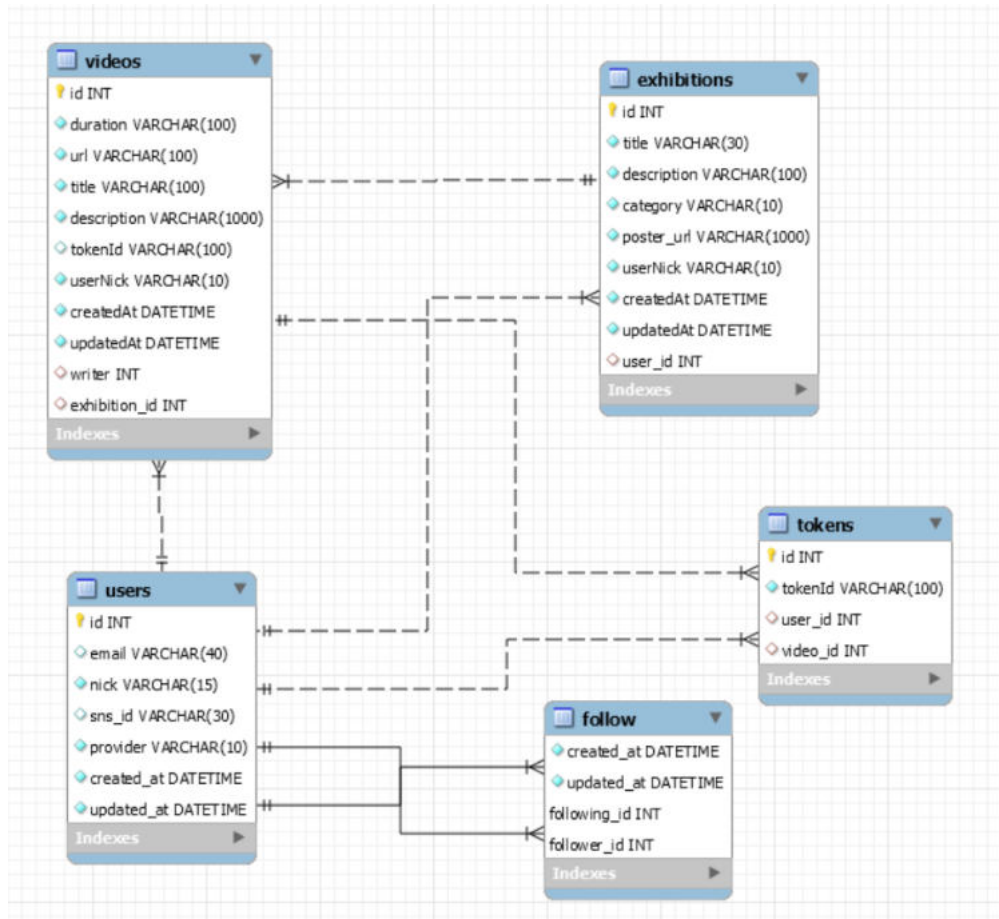 videos
id INT
duration VARCHAR(100)
url VARCHAR(100)
title VARCHAR(100)
description VARCHAR(1000)
tokenId VARCHAR(100)
userNick VARCHAR(10)
createdAt DATETIME
updatedAt DATETIME
writer INT
exhibition_id INT
Indexes
exhibitions
id INT
title VARCHAR(30)
description VARCHAR(100)
category VARCHAR(10)
poster_url VARCHAR(1000)
userNick VARCHAR(10)
createdAt DATETIME
updatedAt DATETIME
user_id INT
Indexes
users
id INT
email VARCHAR(40)
nick VARCHAR(15)
sns_id VARCHAR(30)
provider VARCHAR(10)
created_at DATETIME
updated_at DATETIME
Indexes
tokens
id INT
tokenId VARCHAR(100)
user_id INT
video_id INT
Indexes
follow
created_at DATETIME
updated_at DATETIME
following_id INT
follower_id INT
Indexes